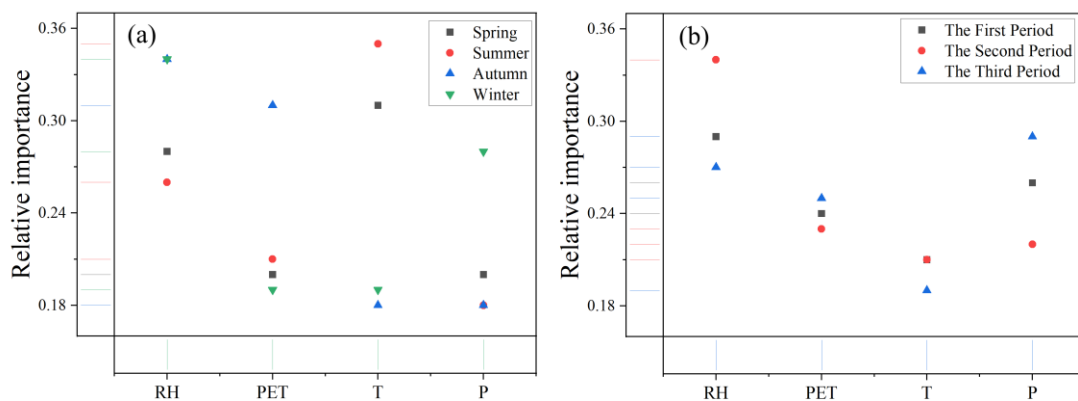 (a)
Spring
Summer
Autumn
Winter
Relative importance
0.36
0.30
0.24
0.18
RH PET T P
(b)
The First Period
The Second Period
The Third Period
Relative importance
0.36
0.30
0.24
0.18
RH PET T P